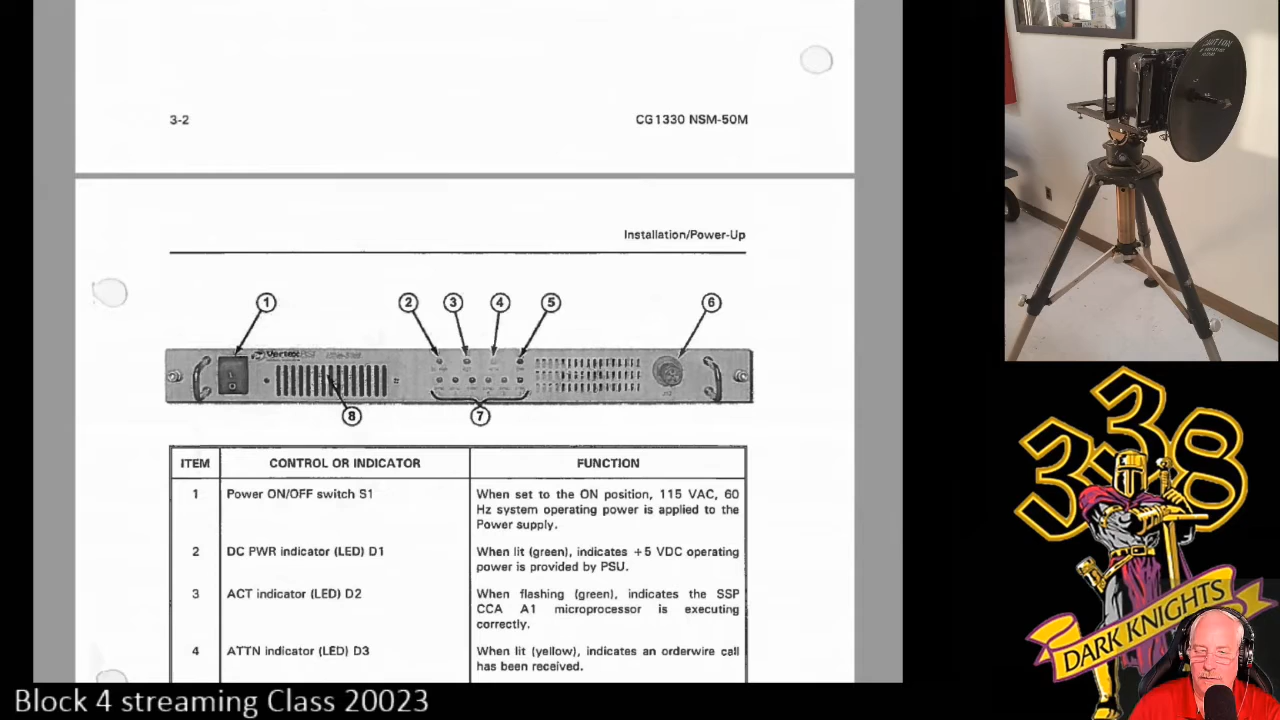 3-2
CG1330 NSM-50M
Installation/Power-Up
1
2
3
4
5
6
Vertex
8
7
ITEM
CONTROL OR INDICATOR
FUNCTION
1
Power ON/OFF switch S1
When set to the ON position, 115 VAC, 60
Hz system operating power is applied to the
Power supply.
2
DC PWR indicator (LED) D1
When lit (green), indicates +5 VDC operating
power is provided by PSU.
3
ACT indicator (LED) D2
When flashing (green), indicates the SSP
CCA A1 microprocessor is executing
correctly.
4
ATTN indicator (LED) D3
When lit (yellow), indicates an orderwire call
has been received.
338
DARK KNIGHTS
Block 4 streaming Class 20023